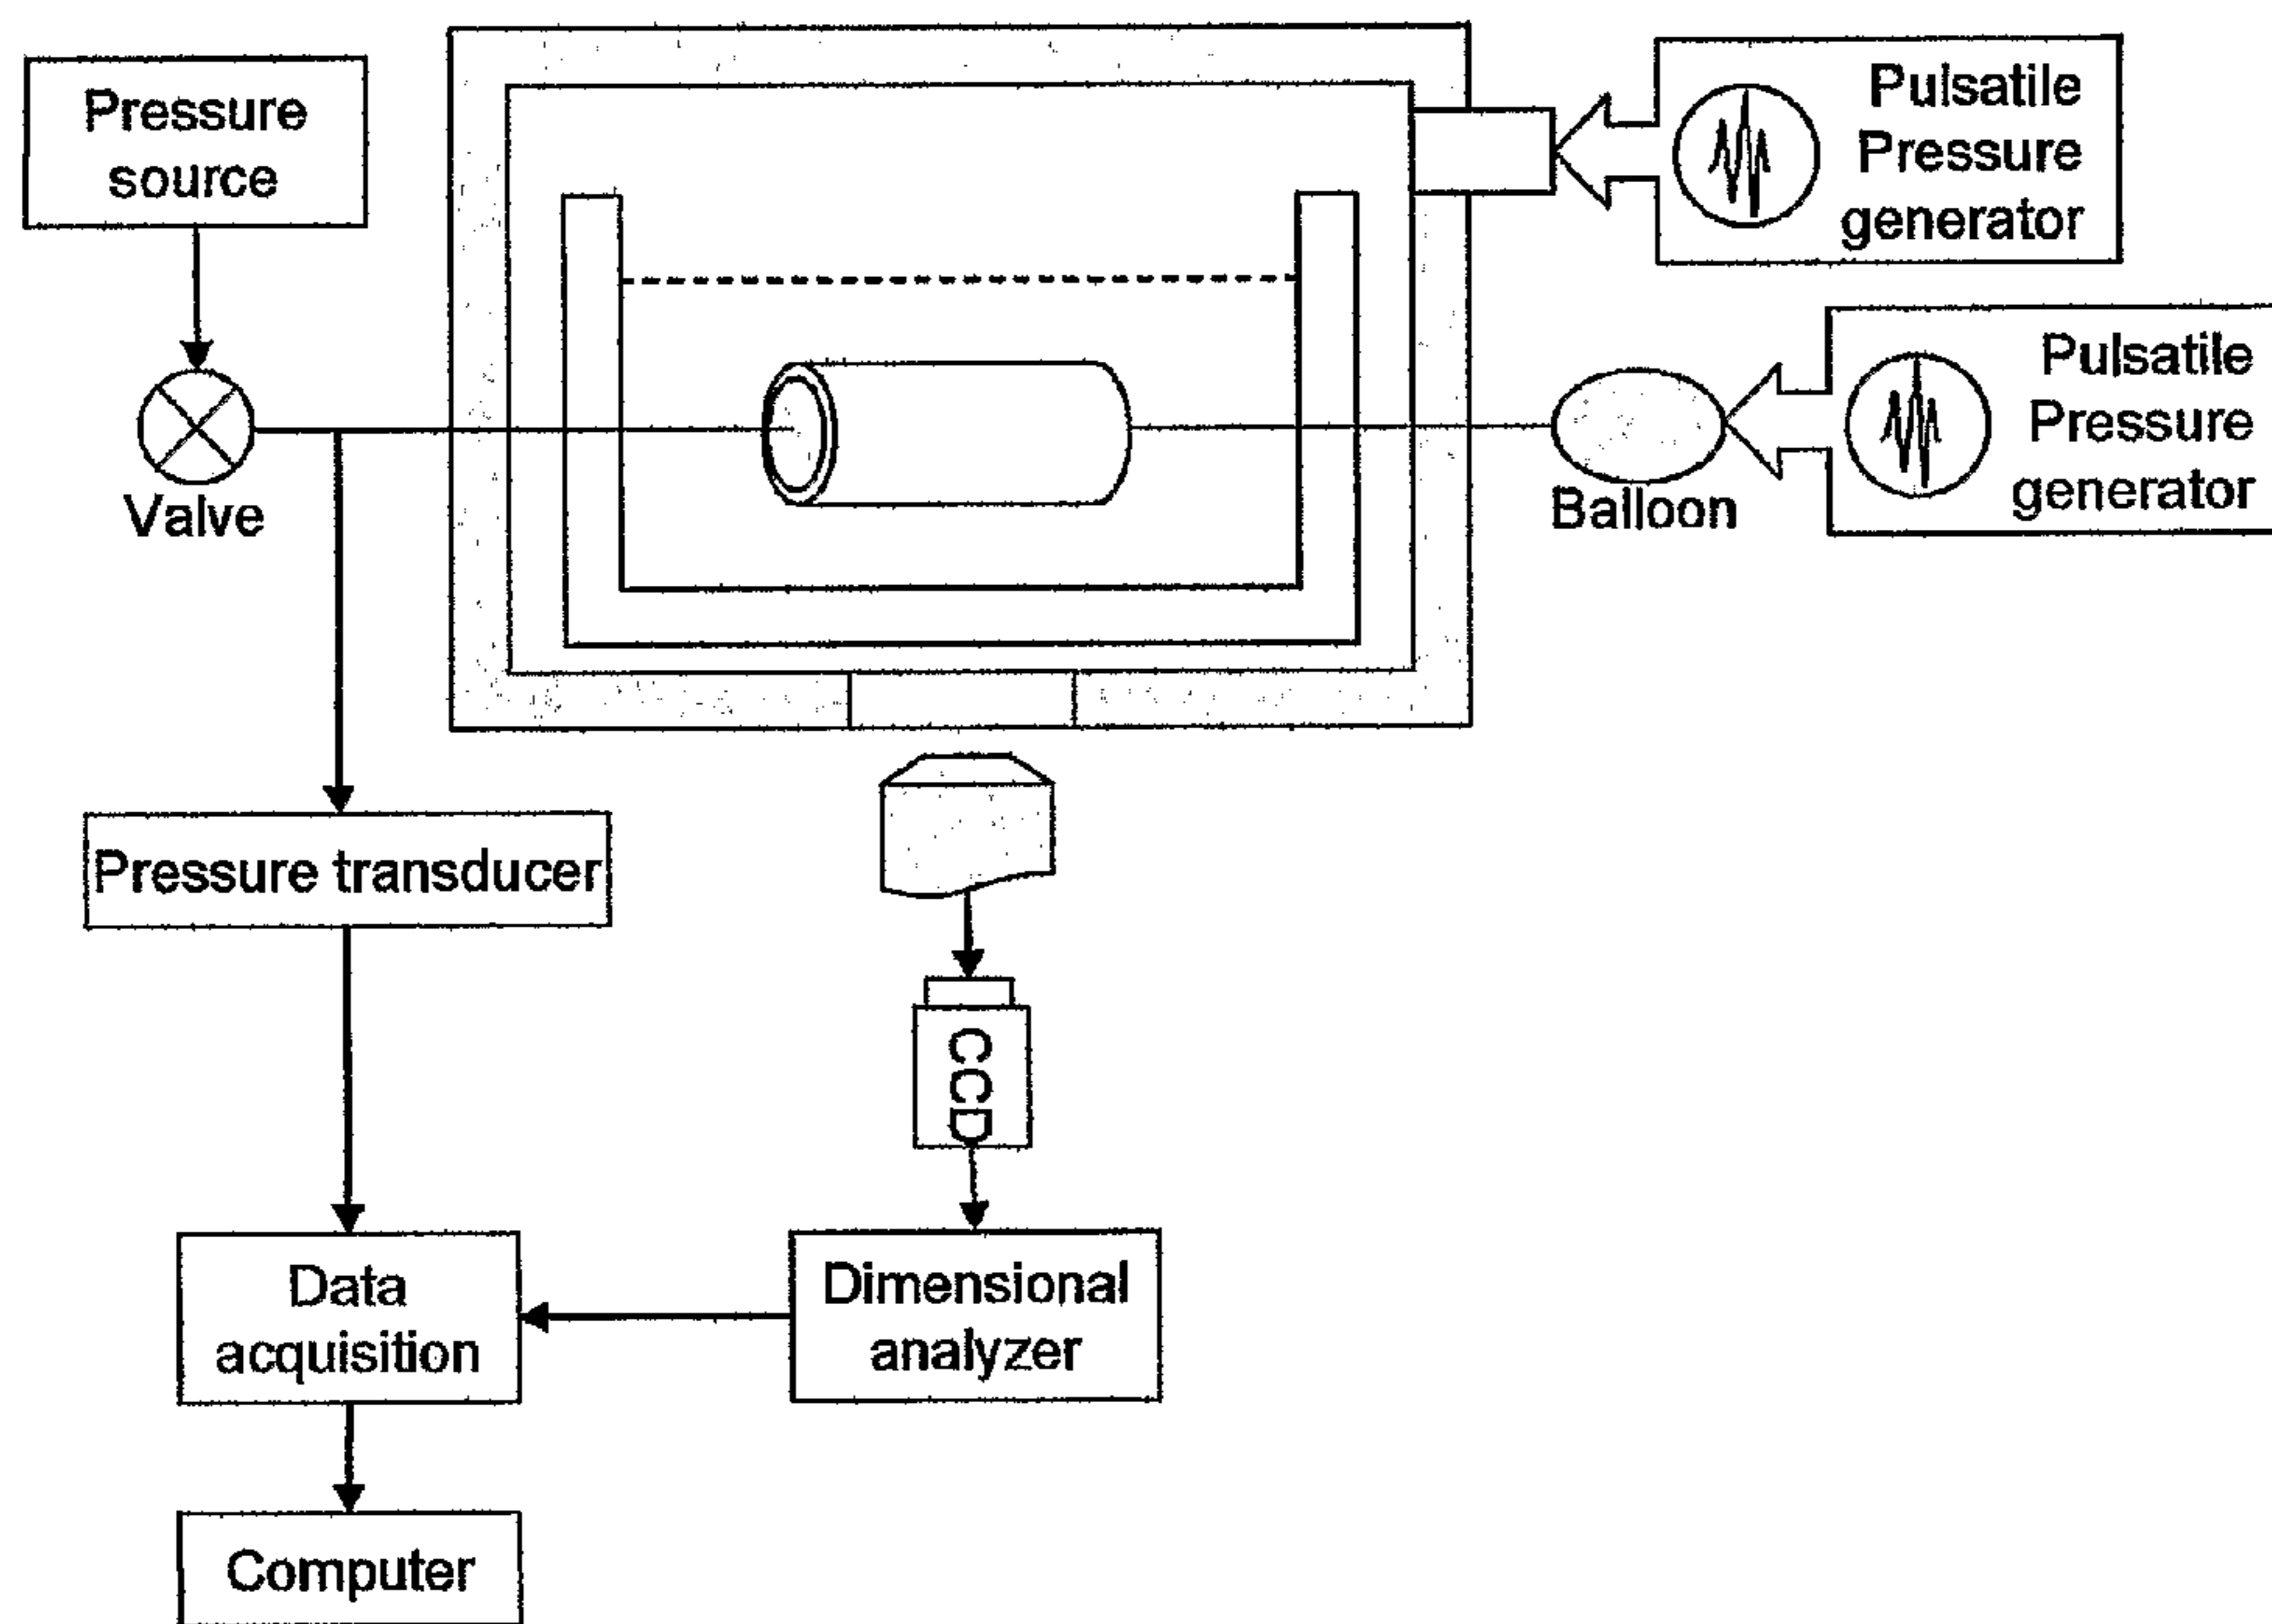 Pressure
source
Pulsatile
Pressure
generator
Pulsatile
Pressure
generator
Valve
Balloon
Pressure transducer
CCD
Data
acquisition
Dimensional
analyzer
Computer